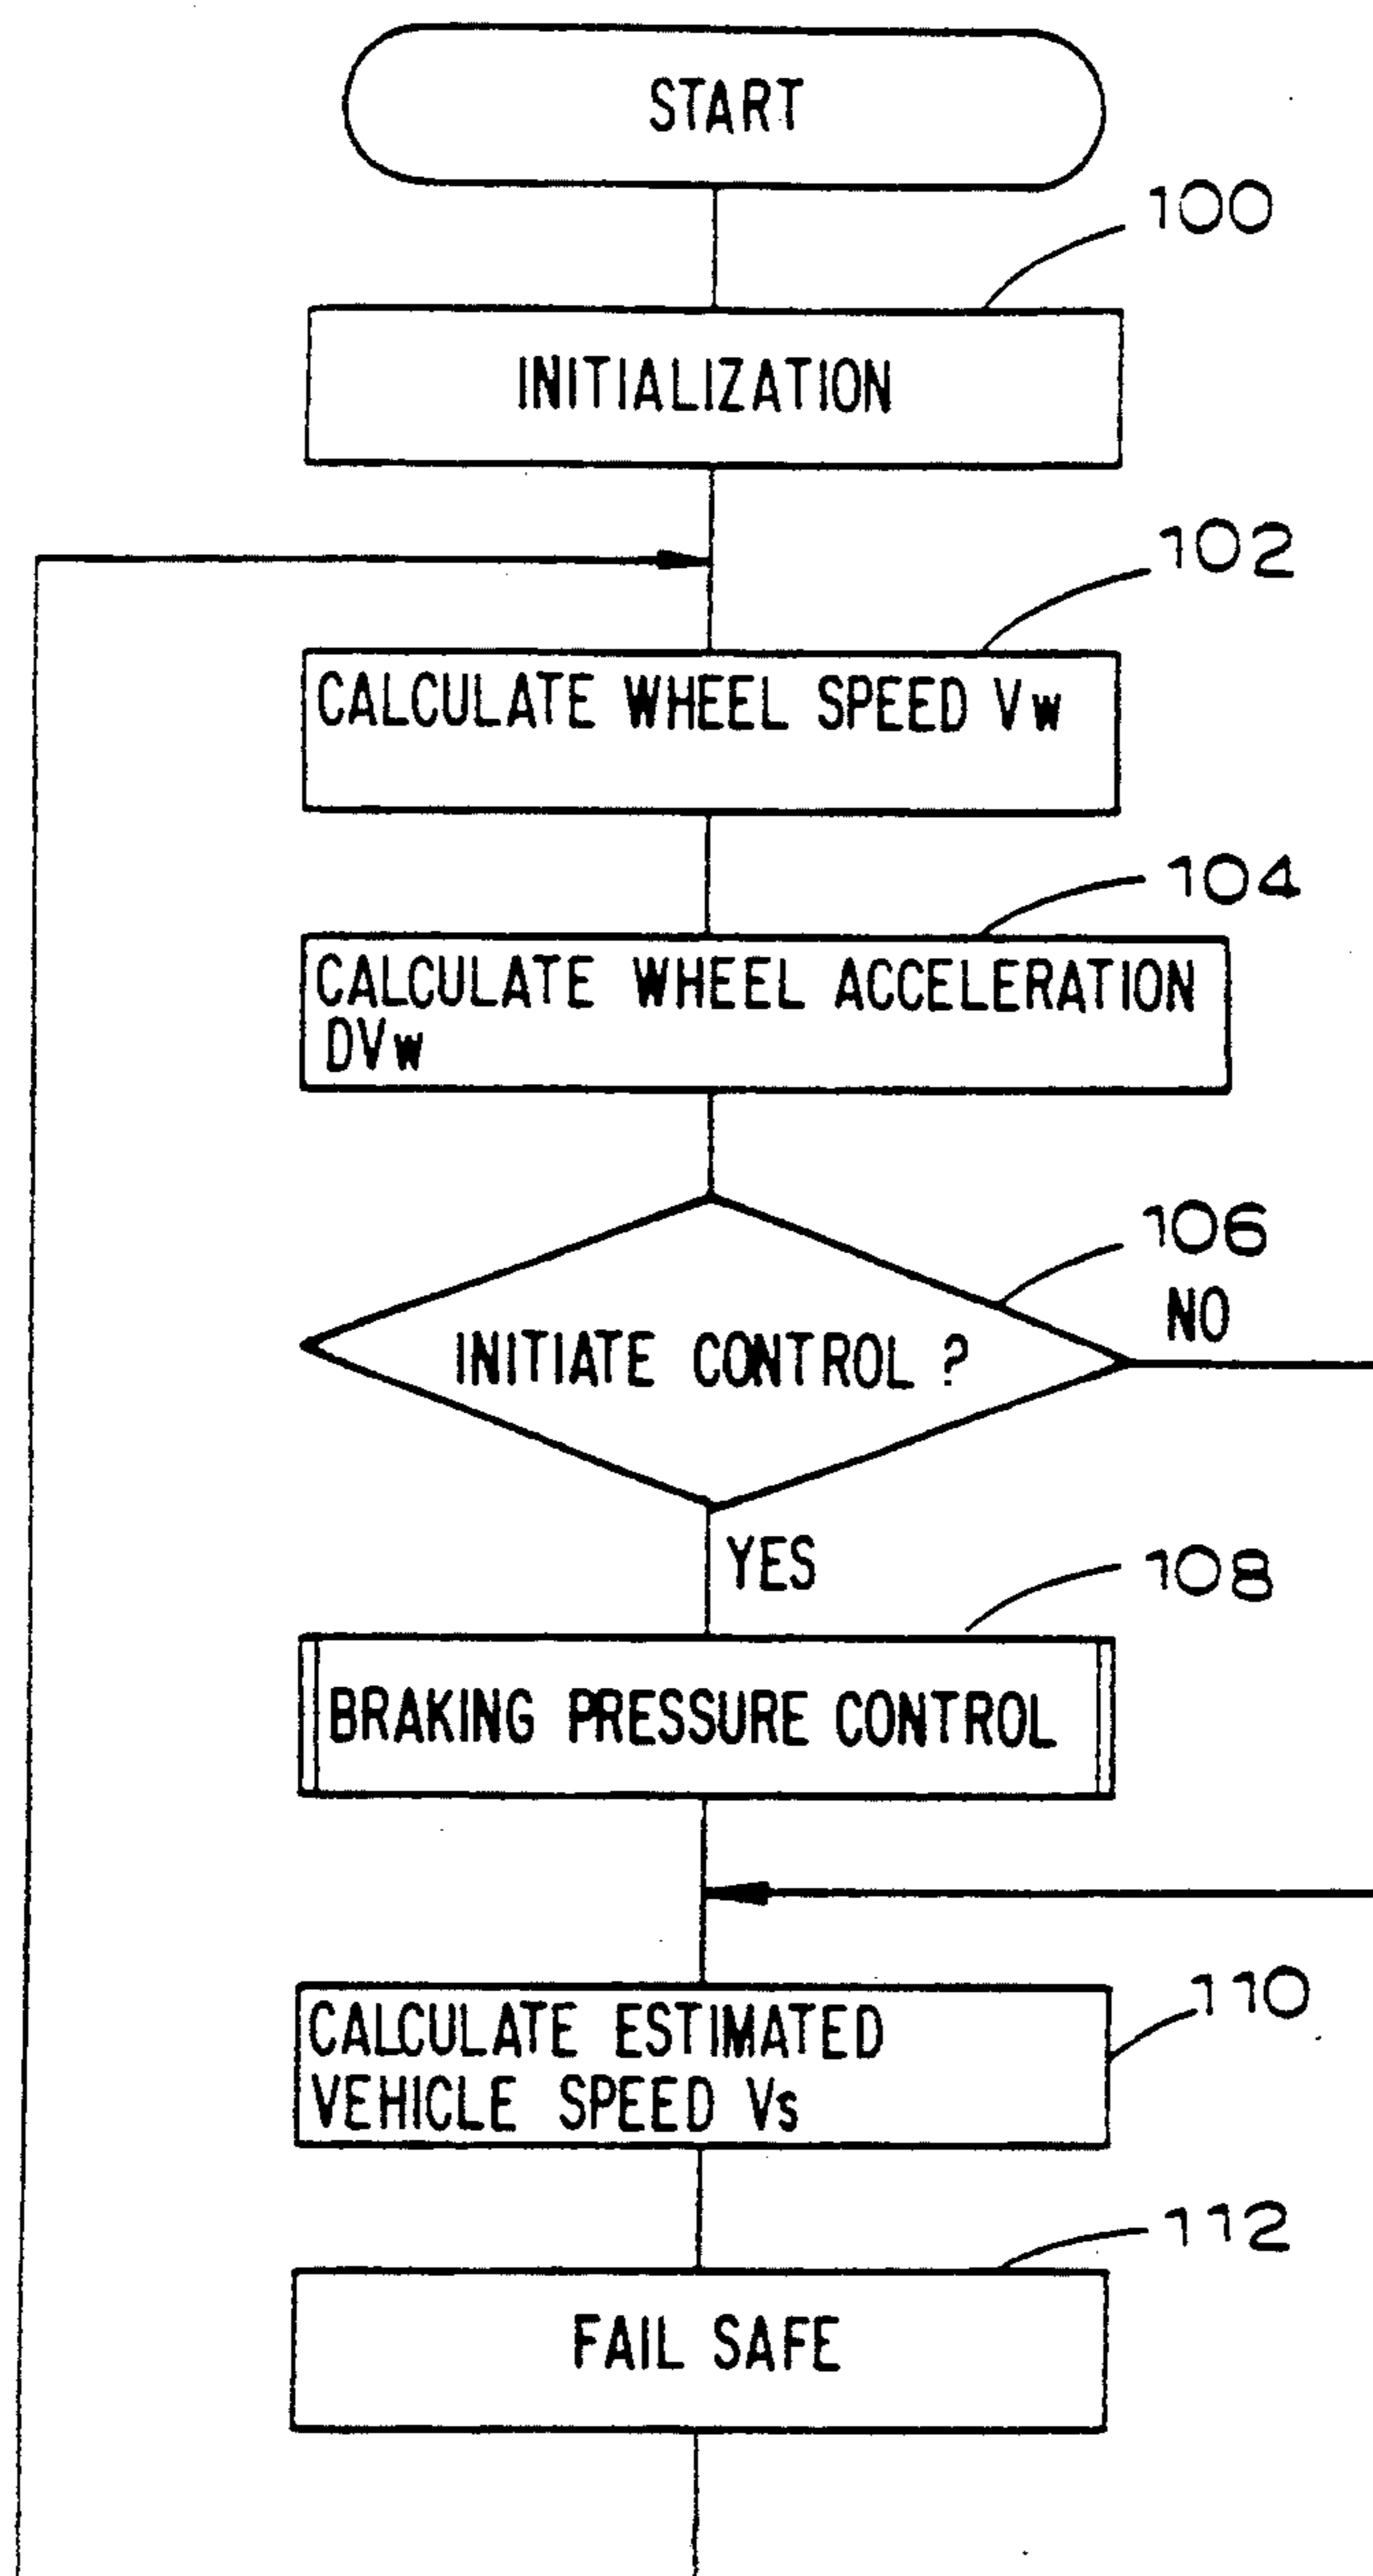 START
100
INITIALIZATION
102
CALCULATE WHEEL SPEED Vw
104
CALCULATE WHEEL ACCELERATION
DVw
106
NO
INITIATE CONTROL ?
YES
108
BRAKING PRESSURE CONTROL
110
CALCULATE ESTIMATED
VEHICLE SPEED Vs
112
FAIL SAFE